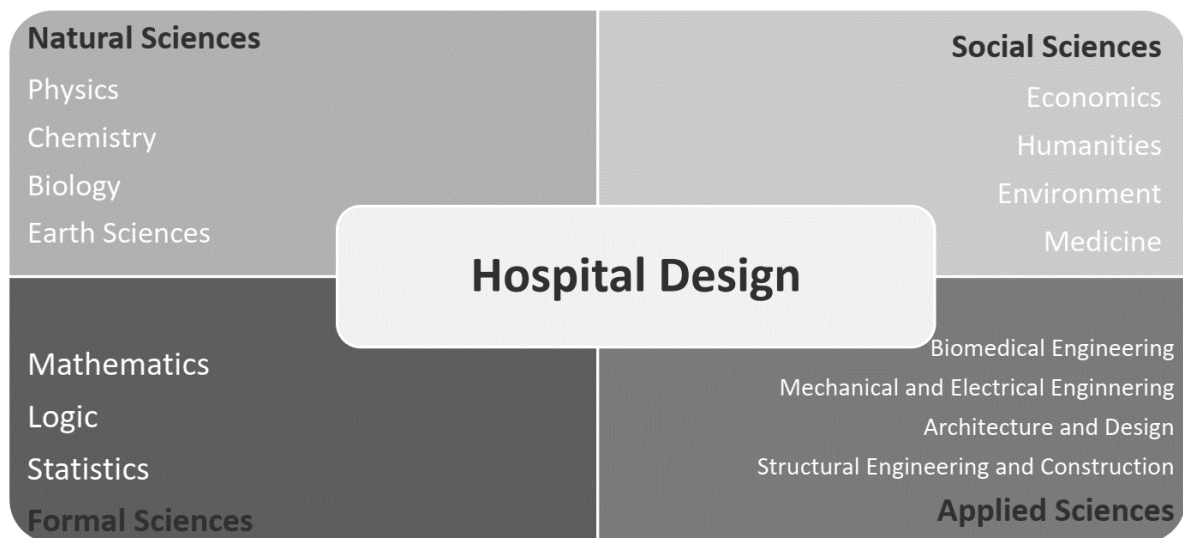 Natural Sciences
Physics
Chemistry
Biology
Earth Sciences
Social Sciences
Economics
Humanities
Environment
Medicine
Hospital Design
Mathematics
Logic
Statistics
Formal Sciences
Biomedical Engineering
Mechanical and Electrical Enginnering
Architecture and Design
Structural Engineering and Construction
Applied Sciences